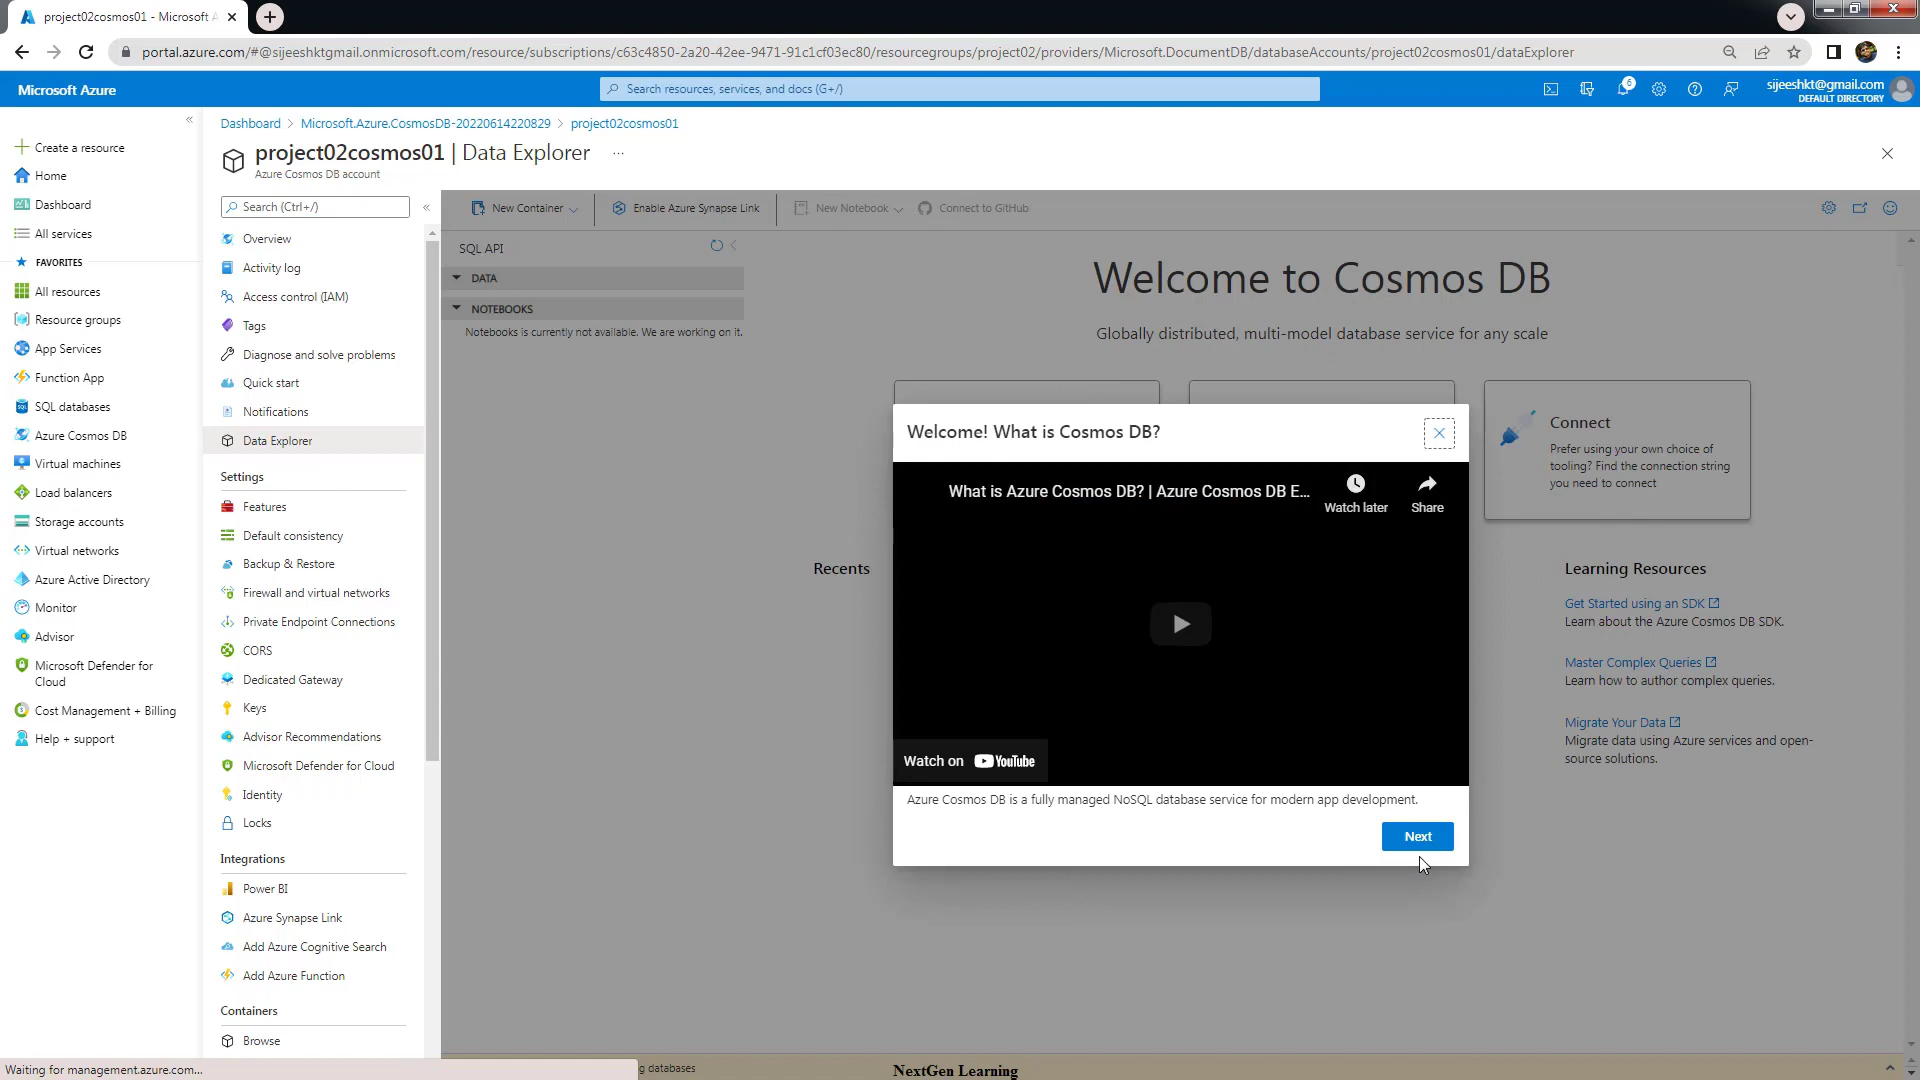 project02cosmos01 - Microsoft A
portal.azure.com/#@sijeeshktgmail.onmicrosoft.com/resource/subscriptions/c63c4850-2a20-42ee-9471-91c1cf03ec80/resourcegroups/project02/providers/Microsoft.DocumentDB/databaseAccounts/project02cosmos01/dataExplorer
Microsoft Azure
Search resources, services, and docs (G+/)
6
sijeeshkt@gmail.com
DEFAULT DIRECTORY
Create a resource
Home
Dashboard
All services
FAVORITES
All resources
Resource groups
App Services
Function App
SQL databases
Azure Cosmos DB
Virtual machines
Load balancers
Storage accounts
Virtual networks
Azure Active Directory
Monitor
Advisor
Microsoft Defender for
Cloud
Cost Management + Billing
Help + support
Dashboard > Microsoft.Azure.CosmosDB-20220614220829 > project02cosmos01
project02cosmos01 | Data Explorer ...
Azure Cosmos DB account
Search (Ctrl+/)
Overview
Activity log
Access control (IAM)
Tags
Diagnose and solve problems
Quick start
Notifications
Data Explorer
Settings
Features
Default consistency
Backup & Restore
Firewall and virtual networks
Private Endpoint Connections
CORS
Dedicated Gateway
Keys
Advisor Recommendations
Microsoft Defender for Cloud
Identity
Locks
Integrations
Power BI
Azure Synapse Link
Add Azure Cognitive Search
Add Azure Function
Containers
Browse
New Container
Enable Azure Synapse Link
New Notebook
Connect to GitHub
SQL API
DATA
NOTEBOOKS
Notebooks is currently not available. We are working on it.
Welcome to Cosmos DB
Globally distributed, multi-model database service for any scale
Connect
Prefer using your own choice of
tooling? Find the connection string
you need to connect
Recents
Welcome! What is Cosmos DB?
What is Azure Cosmos DB? | Azure Cosmos DB E...
Watch later
Share
Watch on YouTube
Azure Cosmos DB is a fully managed NoSQL database service for modern app development.
Next
Learning Resources
Get Started using an SDK
Learn about the Azure Cosmos DB SDK.
Master Complex Queries
Learn how to author complex queries.
Migrate Your Data
Migrate data using Azure services and open-
source solutions.
Waiting for management.azure.com...
g databases
NextGen Learning